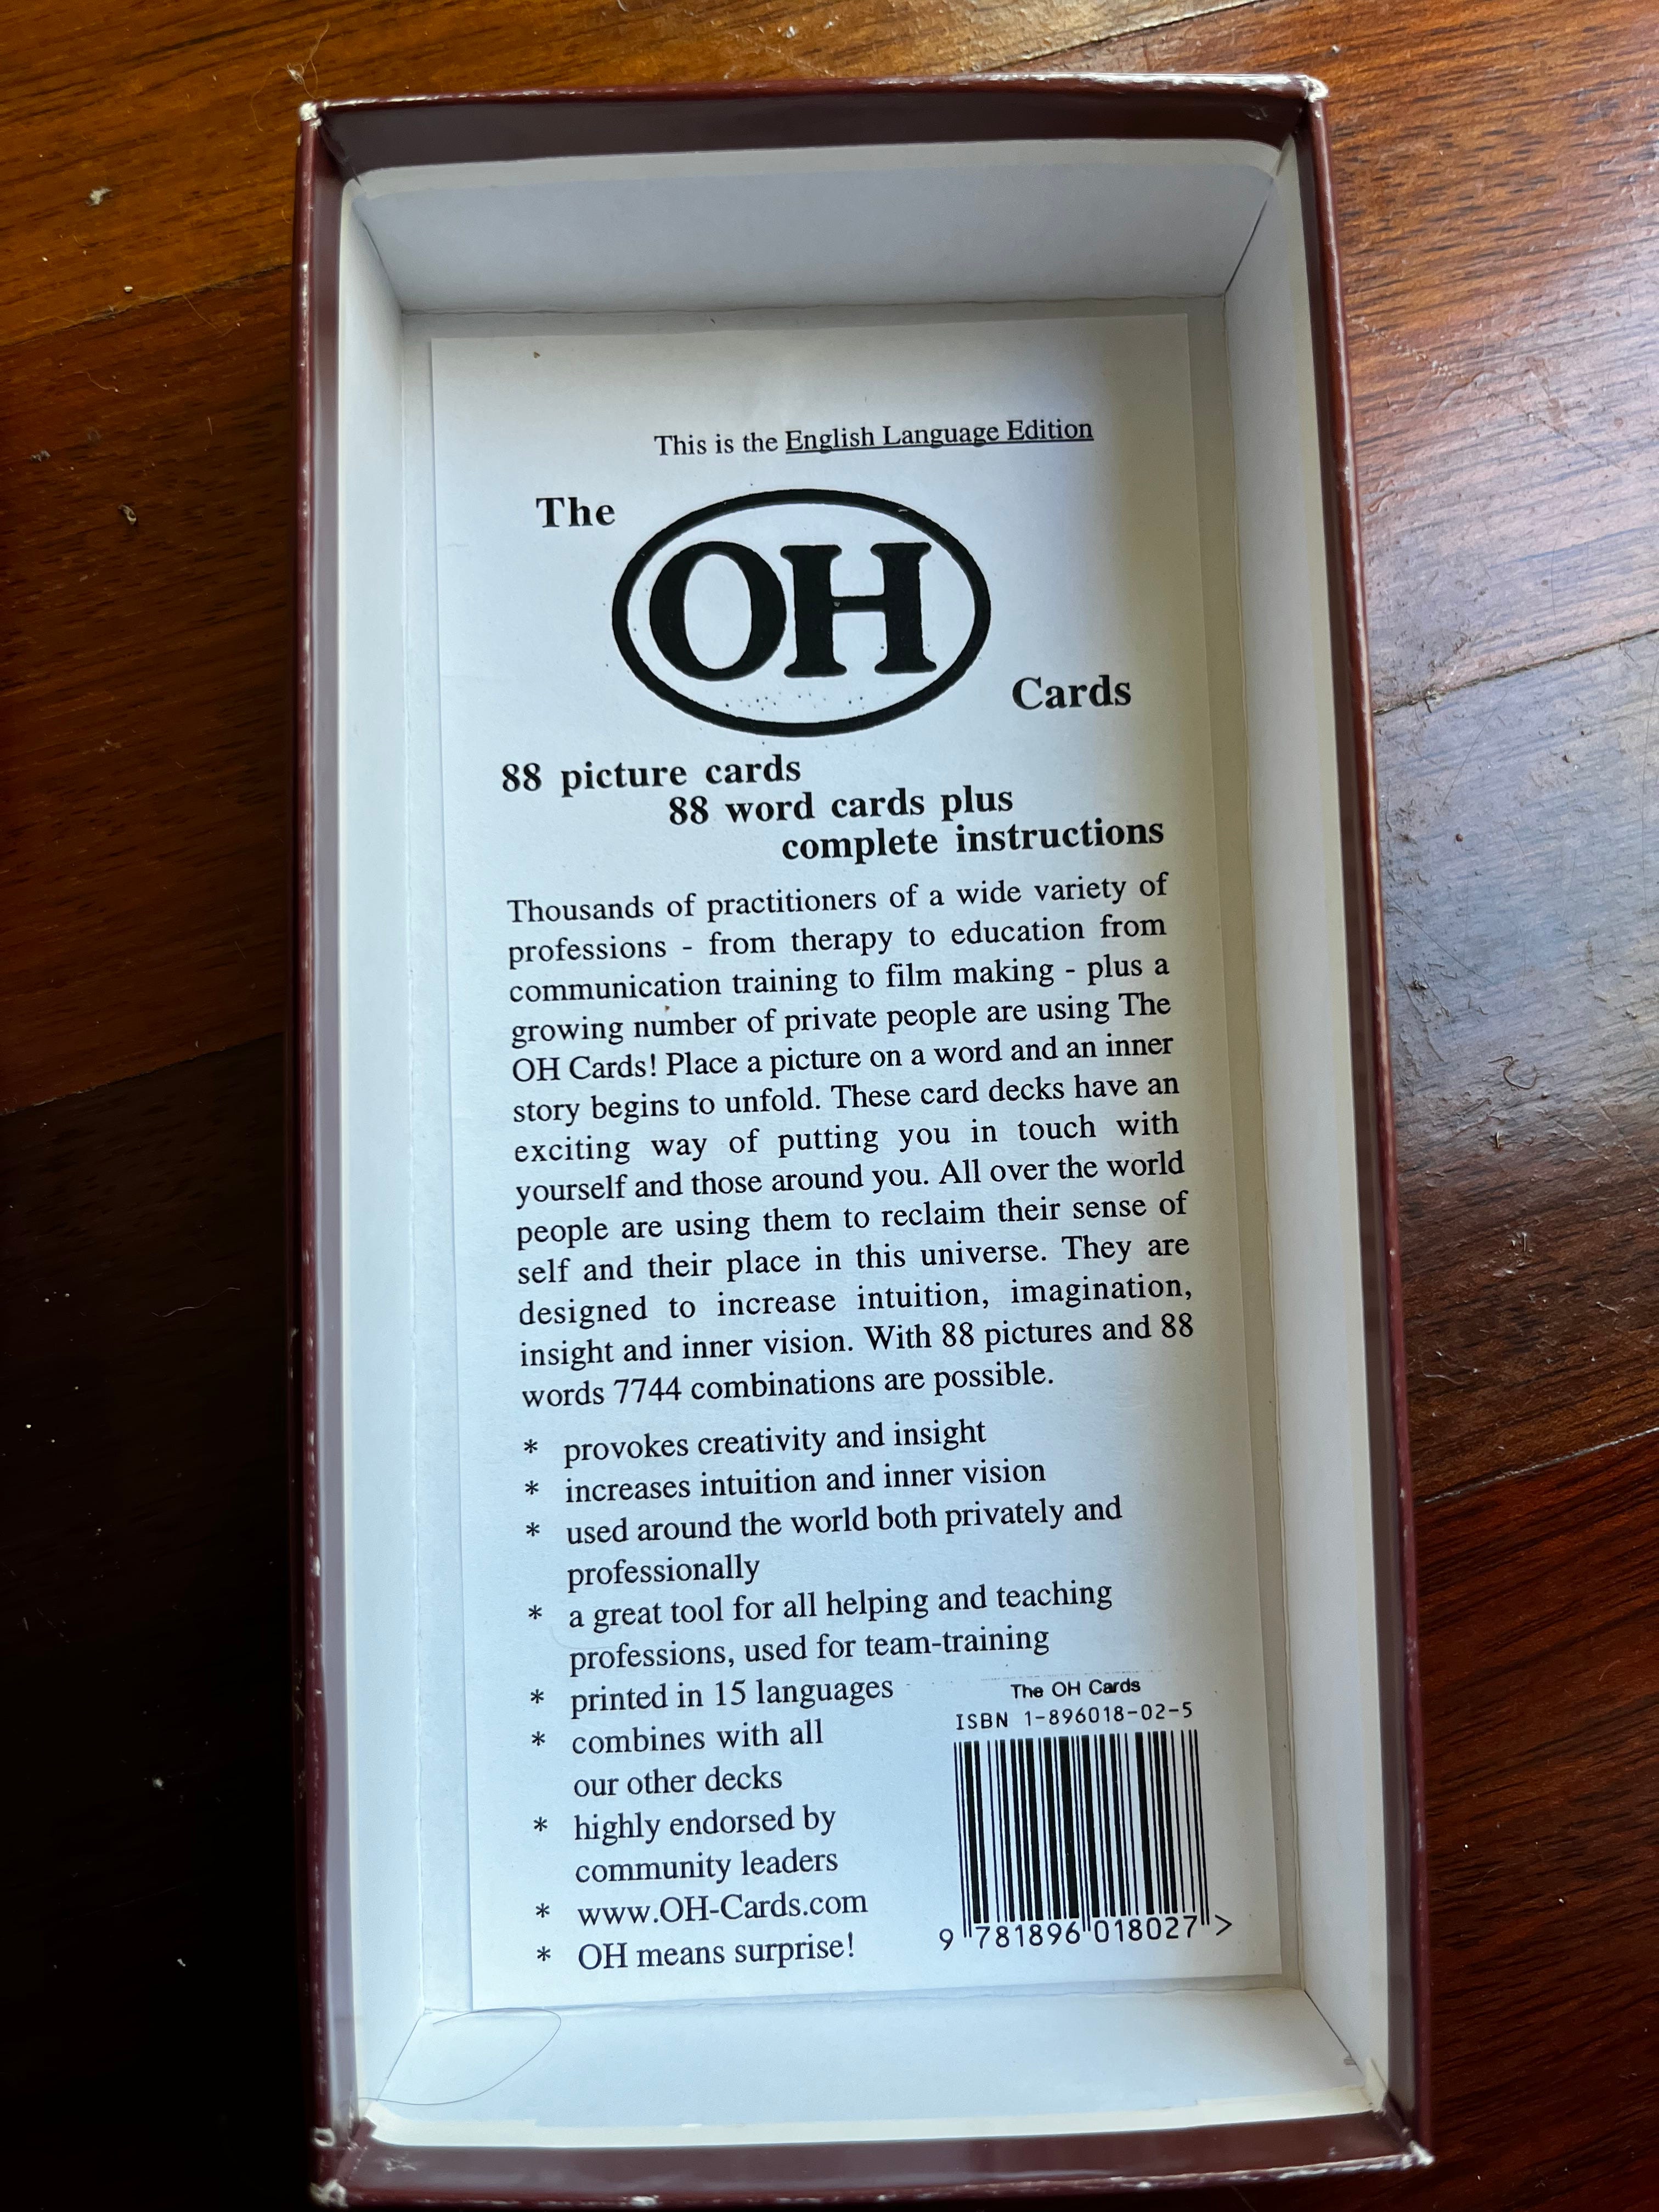 This is the English Language Edition
The
OH
Cards
88 picture cards
88 word cards plus
complete instructions
Thousands of practitioners of a wide variety of
professions - from therapy to education from
communication training to film making - plus a
growing number of private people are using The
OH Cards! Place a picture on a word and an inner
story begins to unfold. These card decks have an
exciting way of putting you in touch with
yourself and those around you. All over the world
people are using them to reclaim their sense of
self and their place in this universe. They are
designed to increase intuition, imagination,
insight and inner vision. With 88 pictures and 88
words 7744 combinations are possible.
* provokes creativity and insight
* increases intuition and inner vision
* used around the world both privately and
professionally
* a great tool for all helping and teaching
professions, used for team-training
* printed in 15 languages
* combines with all
our other decks
* highly endorsed by
community leaders
* www.OH-Cards.com
* OH means surprise!
The OH Cards
ISBN 1-896018-02-5
9 781896 018027 >